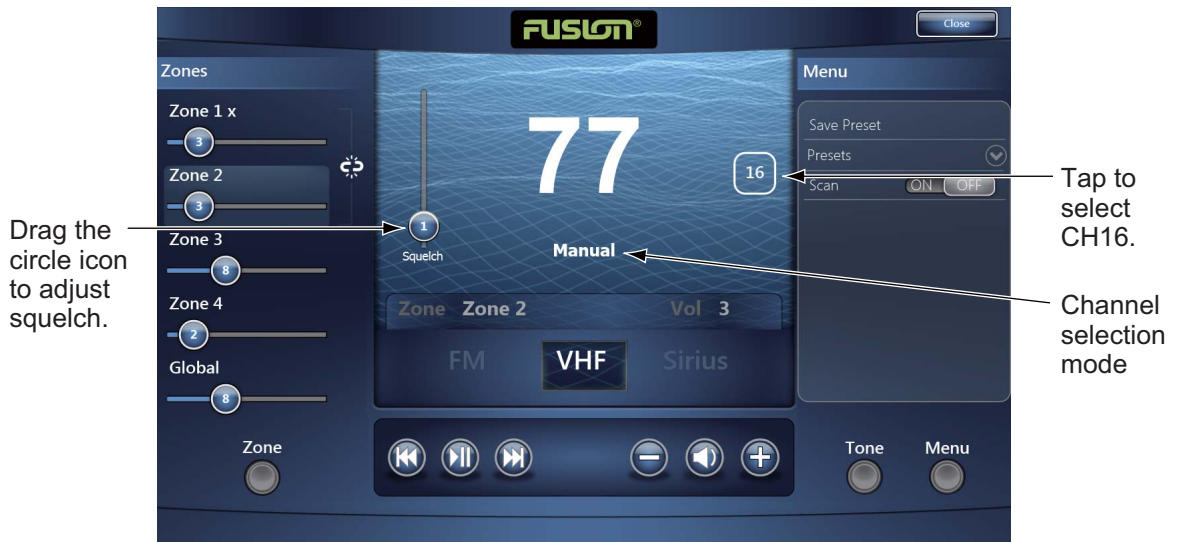 FUSION®
Close
Zones
Zone 1 x
3
Zone 2
3
Zone 3
8
Zone 4
2
Global
8
Zone
77
16
1
Squelch
Manual
Zone Zone 2 Vol 3
FM VHF Sirius
Menu
Save Preset
Presets
Scan ON OFF
Tone
Menu
Drag the
circle icon
to adjust
squelch.
Tap to
select
CH16.
Channel
selection
mode